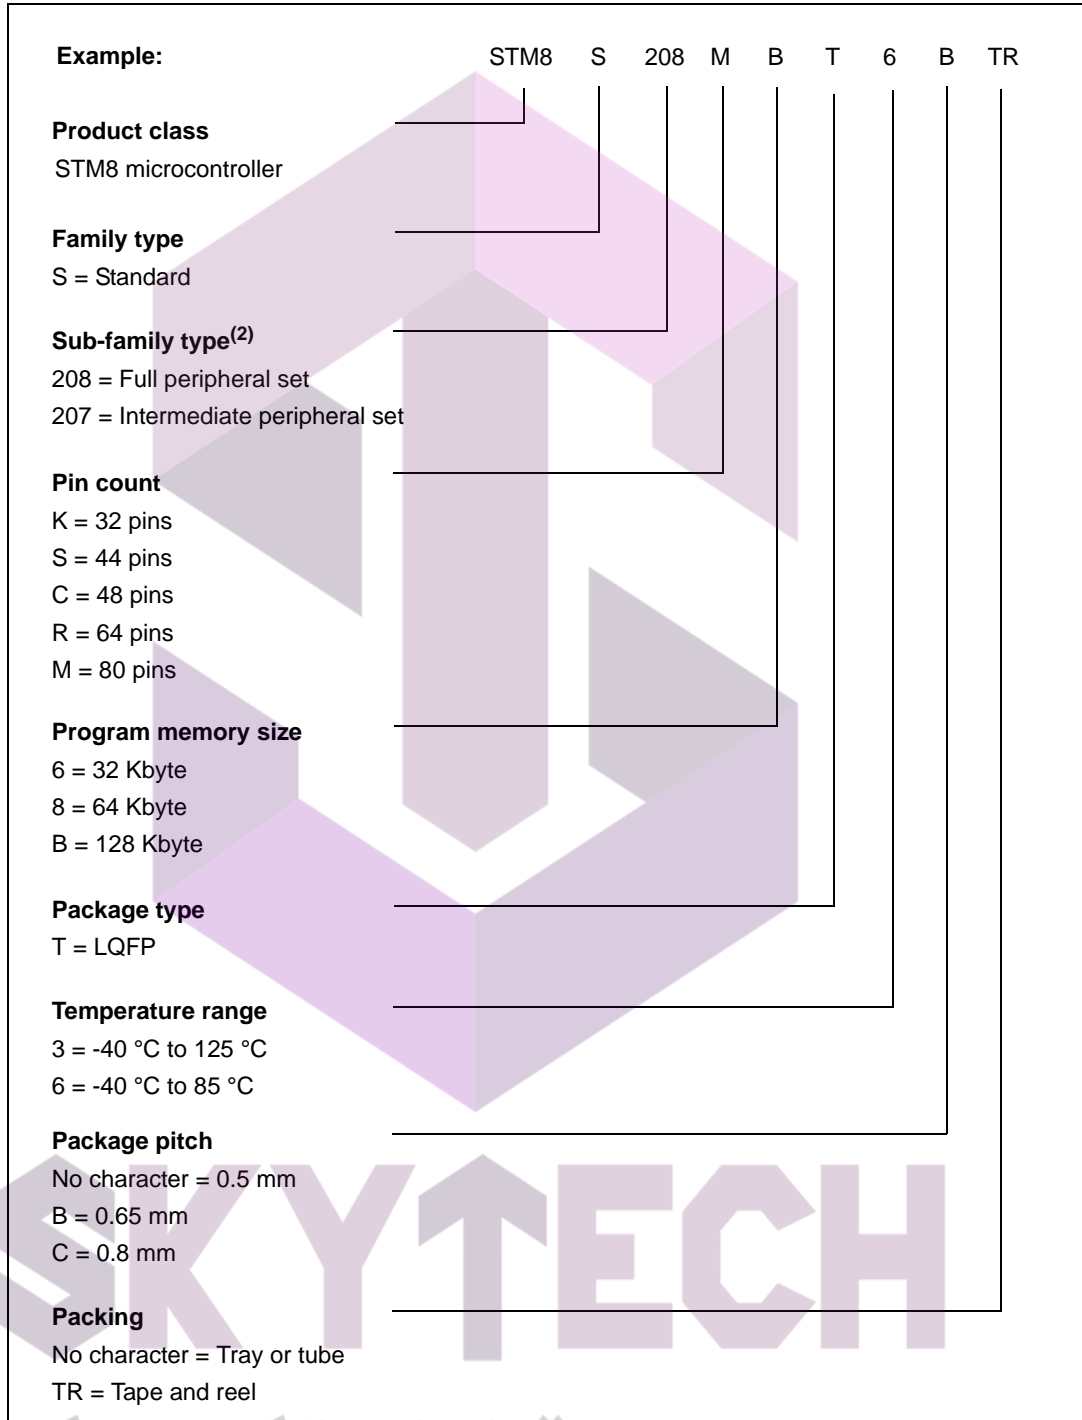 Example: STM8 S 208 M B T 6 B TR
Product class
STM8 microcontroller
Family type
S = Standard
Sub-family type(2)
208 = Full peripheral set
207 = Intermediate peripheral set
Pin count
K = 32 pins
S = 44 pins
C = 48 pins
R = 64 pins
M = 80 pins
Program memory size
6 = 32 Kbyte
8 = 64 Kbyte
B = 128 Kbyte
Package type
T = LQFP
Temperature range
3 = -40 °C to 125 °C
6 = -40 °C to 85 °C
Package pitch
No character = 0.5 mm
B = 0.65 mm
C = 0.8 mm
SKYTECH
Packing
No character = Tray or tube
TR = Tape and reel